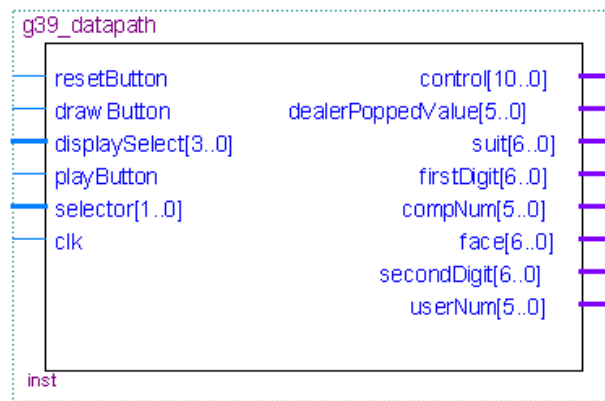 g39_datapath
resetButton control[10..0]
drawButton dealerPoppedValue[5..0]
displaySelect[3..0] suit[6..0]
playButton firstDigit[6..0]
selector[1..0] compNum[5..0]
clk face[6..0]
secondDigit[6..0]
userNum[5..0]
inst